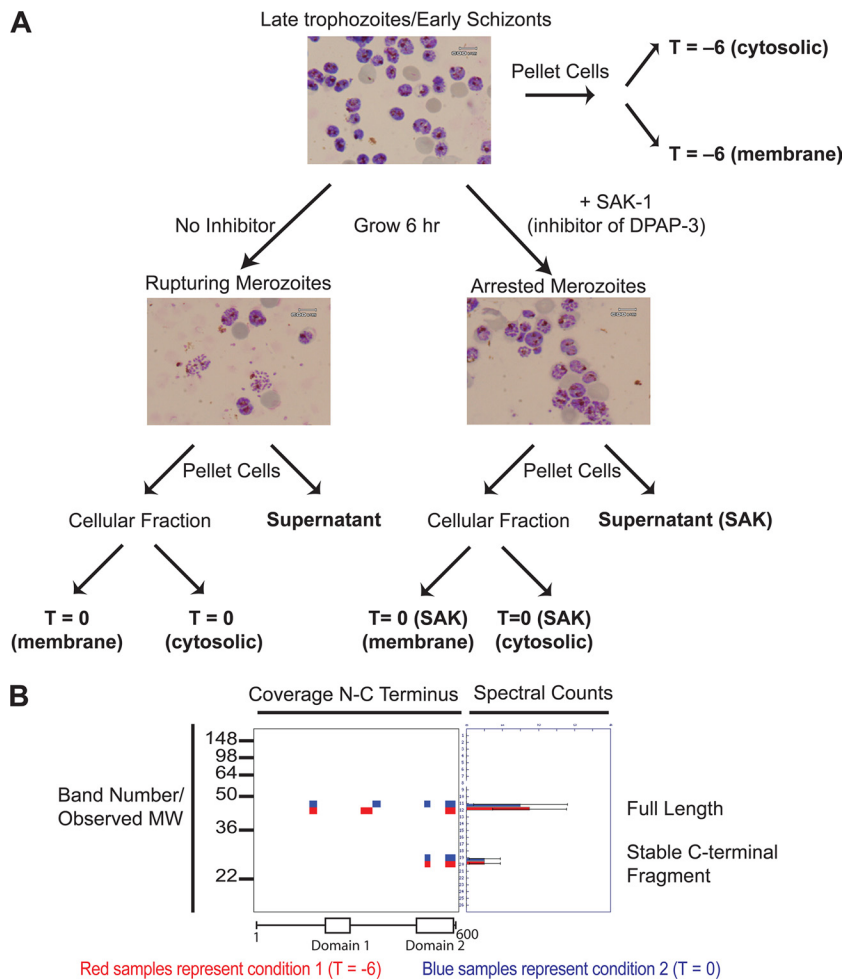 A
Late trophozoites/Early Schizonts
Pellet Cells
T = –6 (cytosolic)
T = –6 (membrane)
No Inhibitor
Grow 6 hr
+ SAK-1
(inhibitor of DPAP-3)
Rupturing Merozoites
Arrested Merozoites
Pellet Cells
Pellet Cells
Cellular Fraction
Supernatant
Cellular Fraction
Supernatant (SAK)
T = 0
(membrane)
T = 0
(cytosolic)
T= 0 (SAK)
(membrane)
T=0 (SAK)
(cytosolic)
B
Coverage N-C Terminus
Spectral Counts
Band Number/
Observed MW
148
98
64
50
36
22
Full Length
Stable C-terminal
Fragment
1
600
Domain 1
Domain 2
Red samples represent condition 1 (T = -6)
Blue samples represent condition 2 (T = 0)